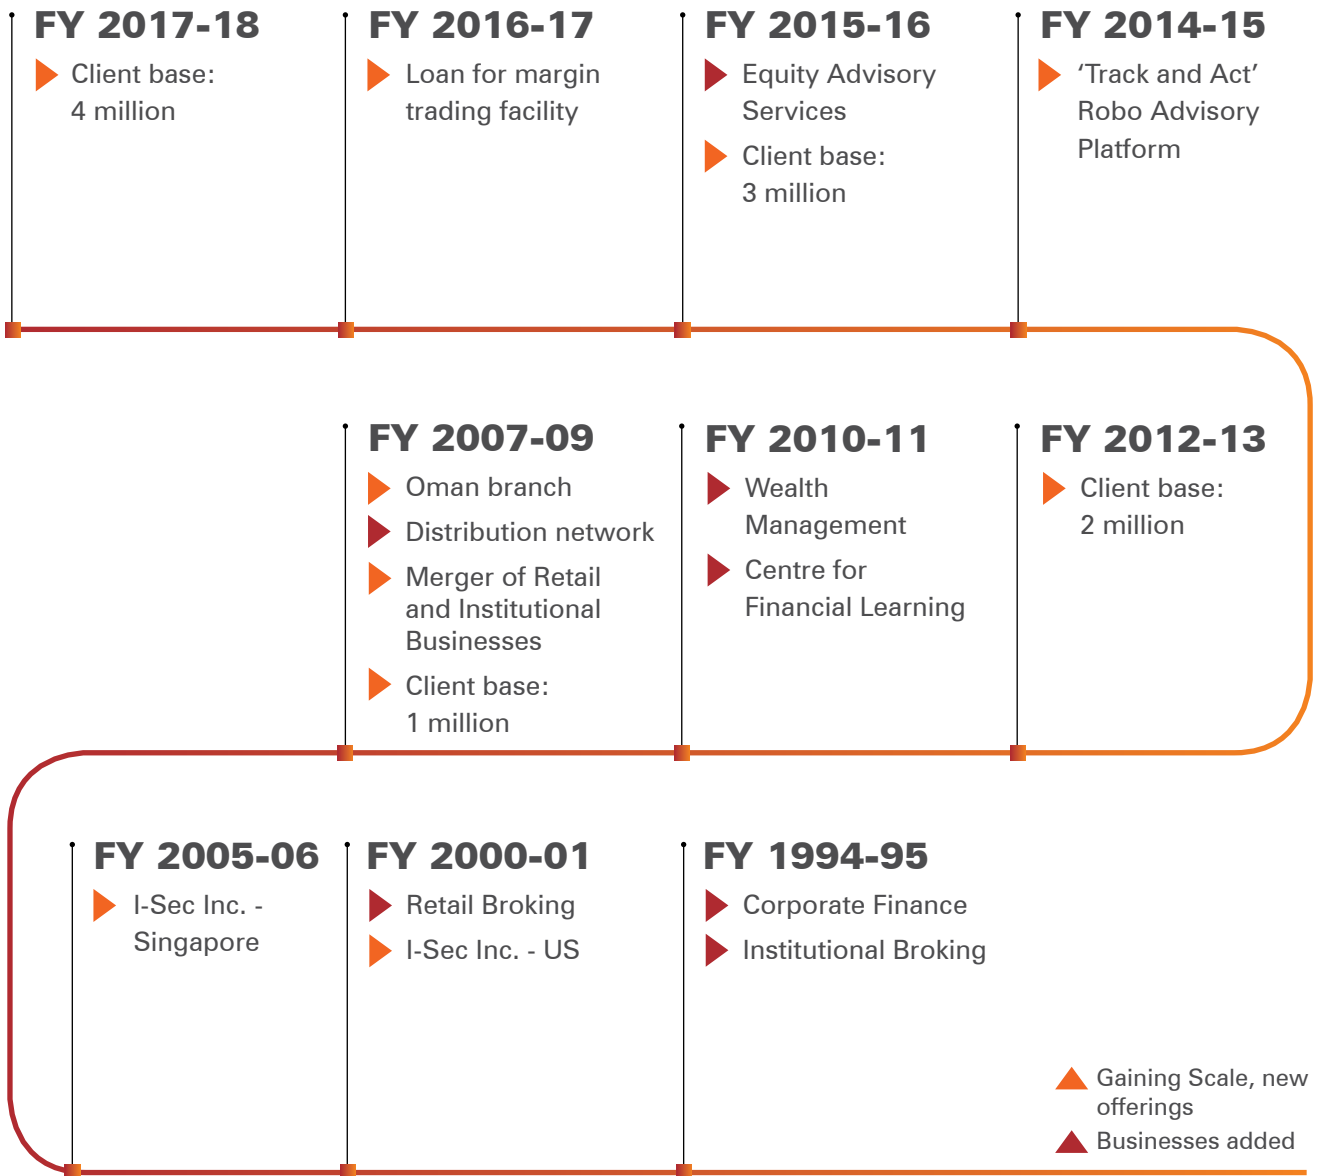 FY 2017-18
Client base:
4 million
FY 2016-17
Loan for margin
trading facility
FY 2015-16
Equity Advisory
Services
Client base:
3 million
FY 2014-15
‘Track and Act’
Robo Advisory
Platform
FY 2007-09
Oman branch
Distribution network
Merger of Retail
and Institutional
Businesses
Client base:
1 million
FY 2010-11
Wealth
Management
Centre for
Financial Learning
FY 2012-13
Client base:
2 million
FY 2005-06
I-Sec Inc. -
Singapore
FY 2000-01
Retail Broking
I-Sec Inc. - US
FY 1994-95
Corporate Finance
Institutional Broking
Gaining Scale, new
offerings
Businesses added